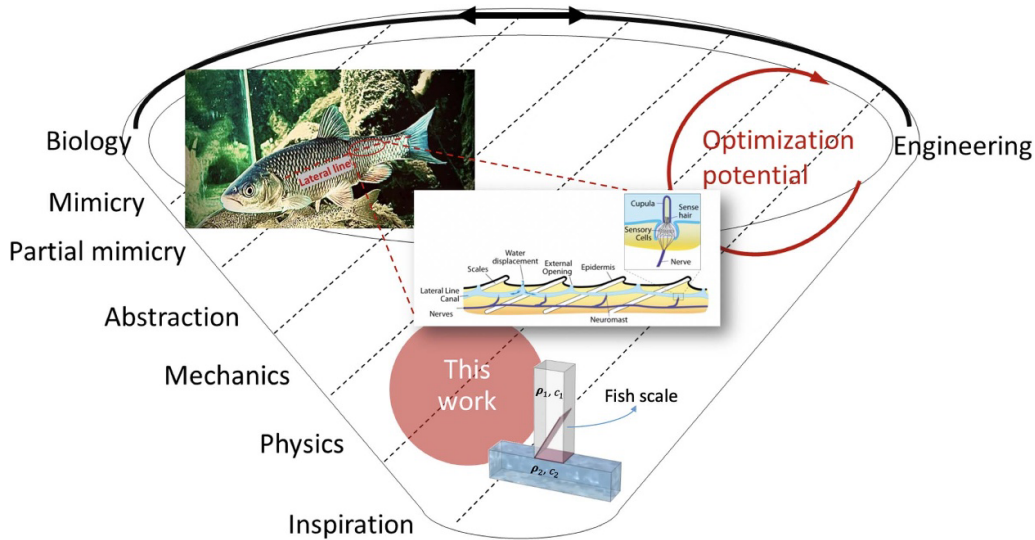 Biology
Engineering
Optimization
potential
Lateral line
Mimicry
Partial mimicry
Abstraction
Mechanics
Physics
Inspiration
Cupula
Sense
hair
Sensory
Cells
Nerve
Water
displacement
External
Opening
Epidermis
Scales
Lateral Line
Canal
Nerves
Neuromast
This
work
Fish scale
ρ₁, c₁
ρ₂, c₂